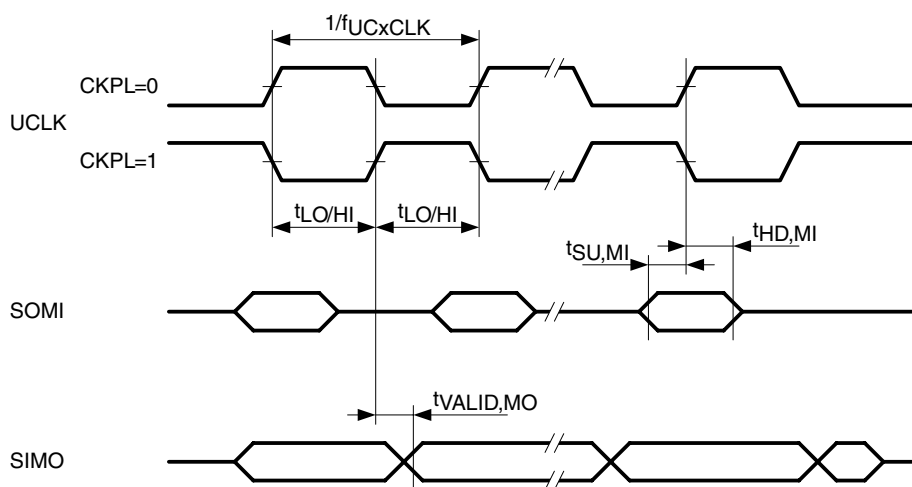 1/fUCxCLK
CKPL=0
UCLK
CKPL=1
tLO/HI tLO/HI
tSU,MI tHD,MI
SOMI
tVALID,MO
SIMO